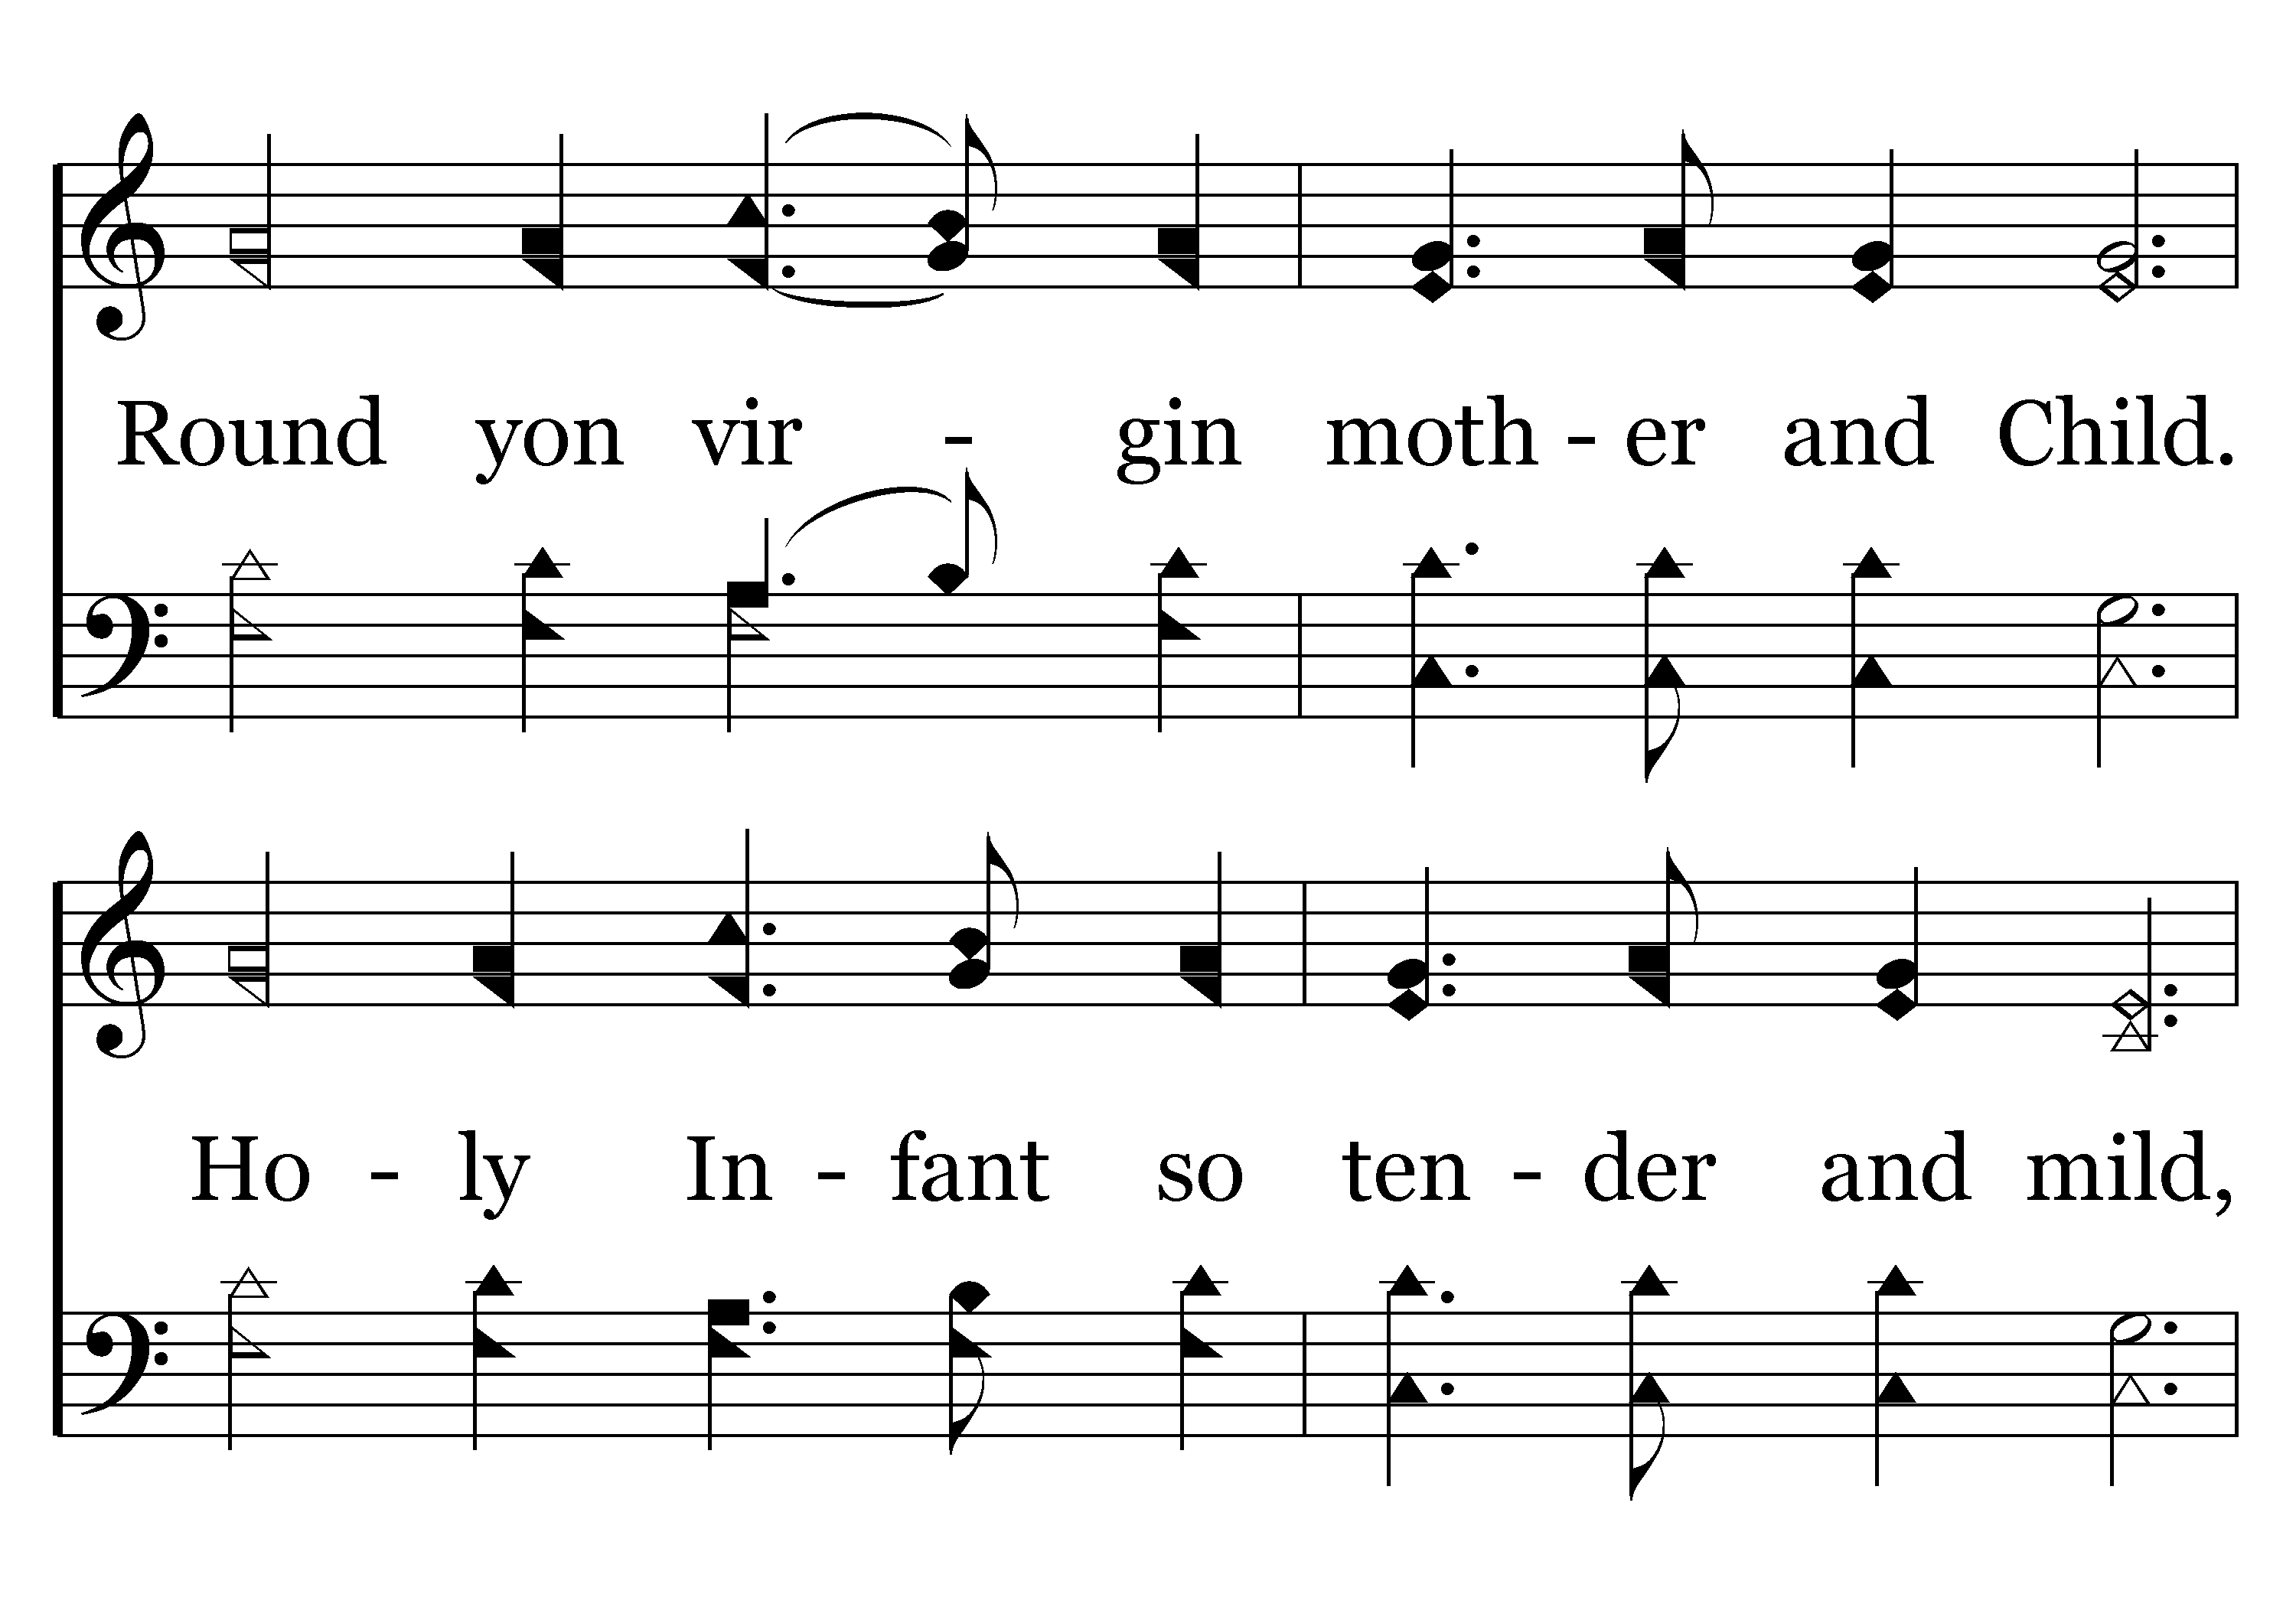 Round yon vir - gin moth - er and Child.
Ho - ly In - fant so ten - der and mild,